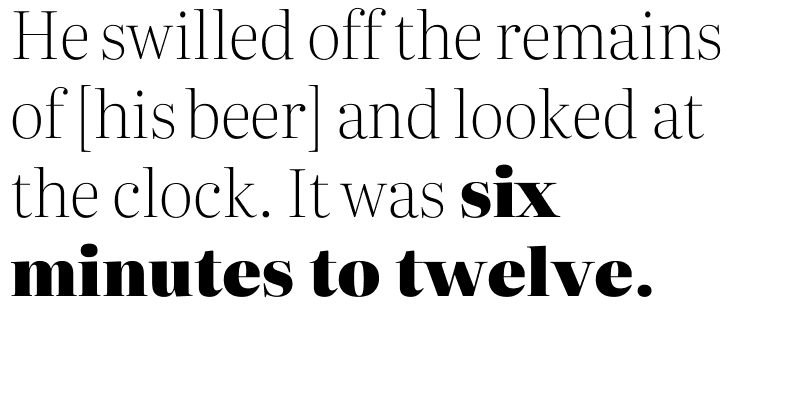 He swilled off the remains
of [his beer] and looked at
the clock. It was six
minutes to twelve.